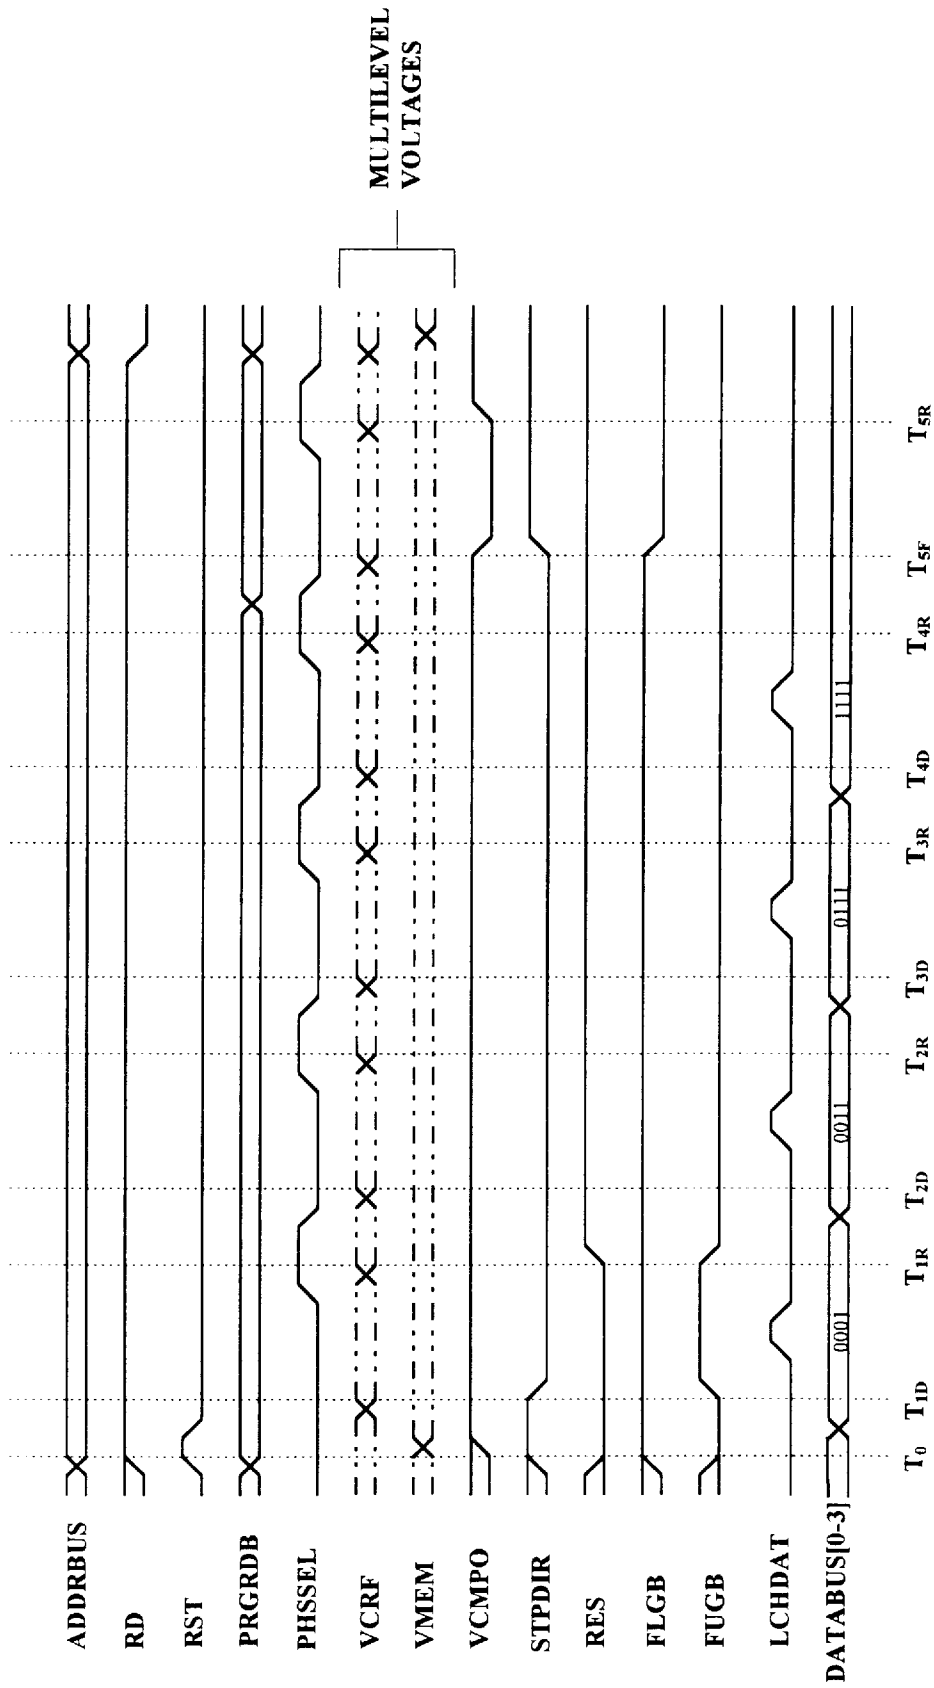 ADDRBUS
RD
RST
PRGRDB
PHSSEL
VCRF
VMEM
VCMPO
STPDIR
RES
FLGB
FUGB
LCHDAT
DATABUS[0-3]
MULTILEVEL
VOLTAGES
0001
0011
0111
1111
T0
T1D
T1R
T2D
T2R
T3D
T3R
T4D
T4R
T5F
T5R